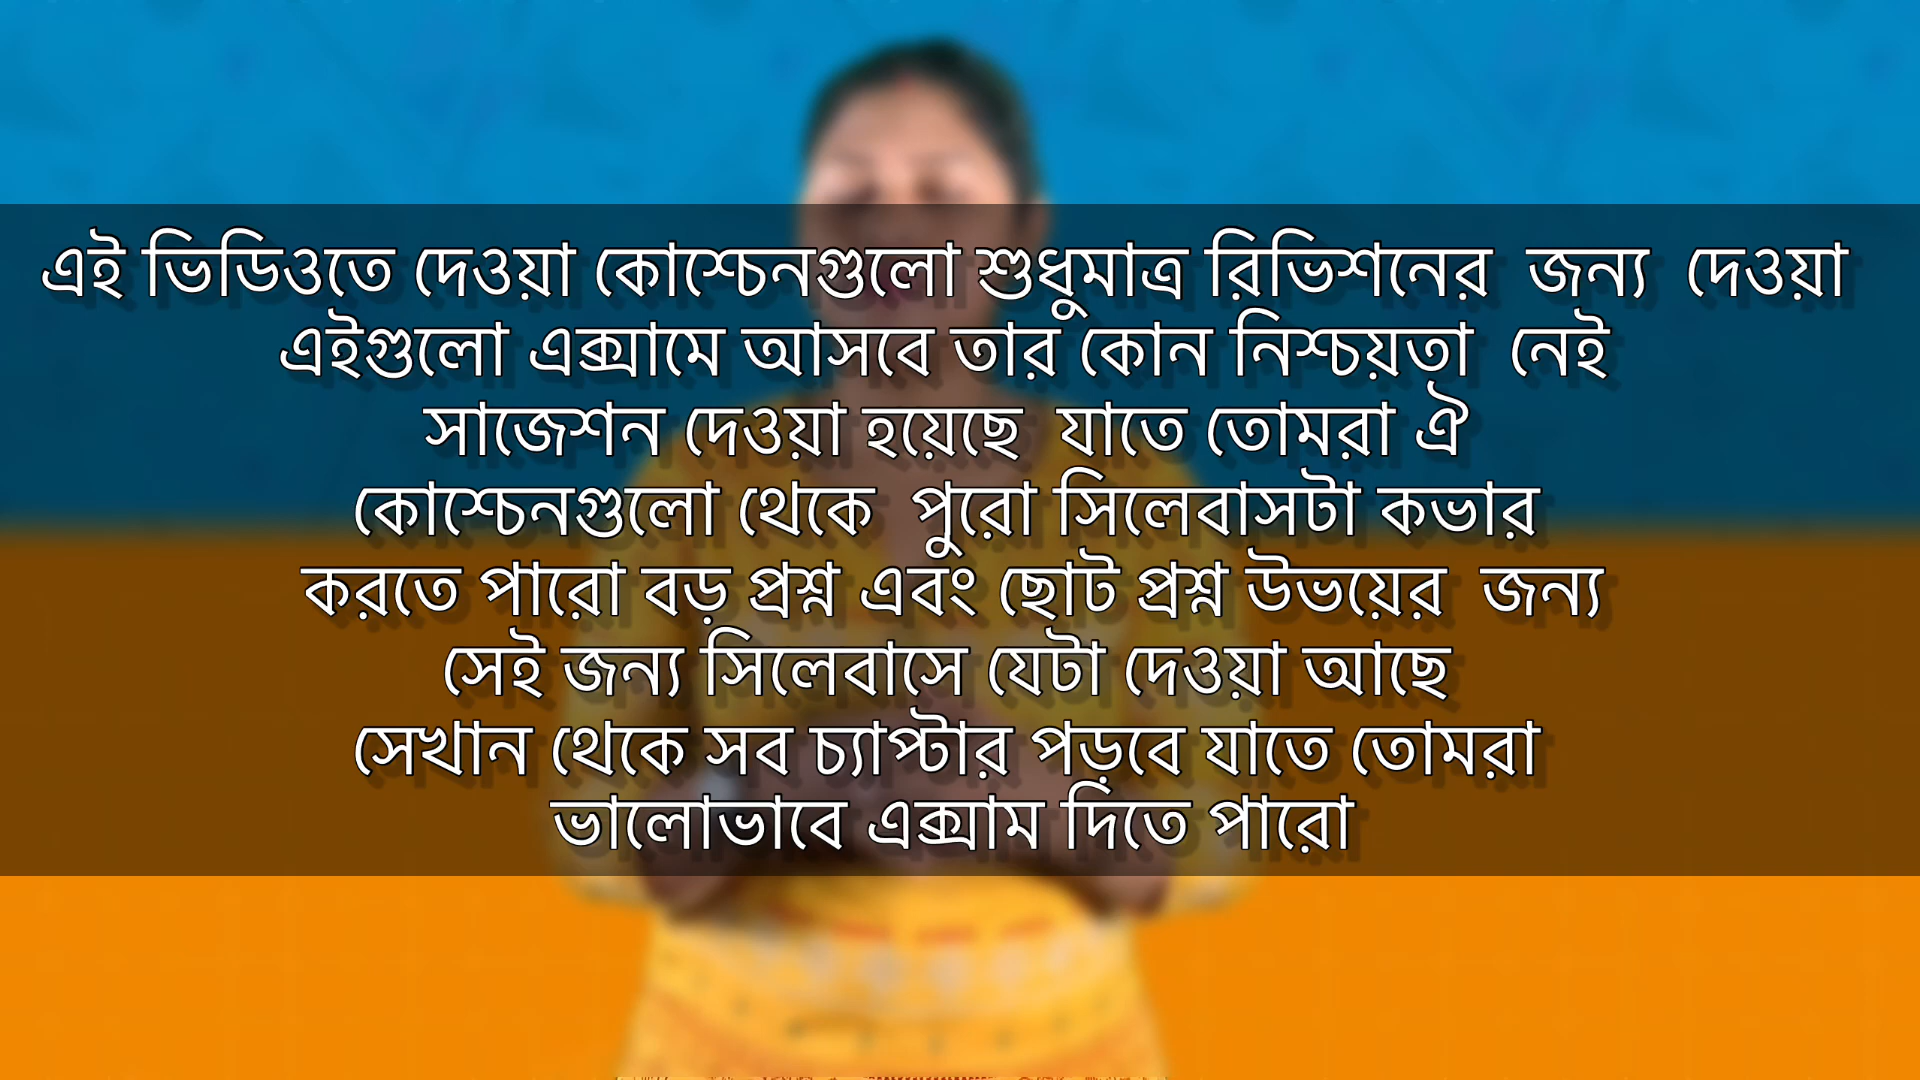 এই ভিডিওতে দেওয়া কোশ্চেনগুলো শুধুমাত্র রিভিশনের জন্য দেওয়া
এইগুলো এক্সামে আসবে তার কোন নিশ্চয়তা নেই
সাজেশন দেওয়া হয়েছে যাতে তোমরা ঐ
কোশ্চেনগুলো থেকে পুরো সিলেবাসটা কভার
করতে পারো বড় প্রশ্ন এবং ছোট প্রশ্ন উভয়ের জন্য
সেই জন্য সিলেবাসে যেটা দেওয়া আছে
সেখান থেকে সব চ্যাপ্টার পড়বে যাতে তোমরা
ভালোভাবে এক্সাম দিতে পারো